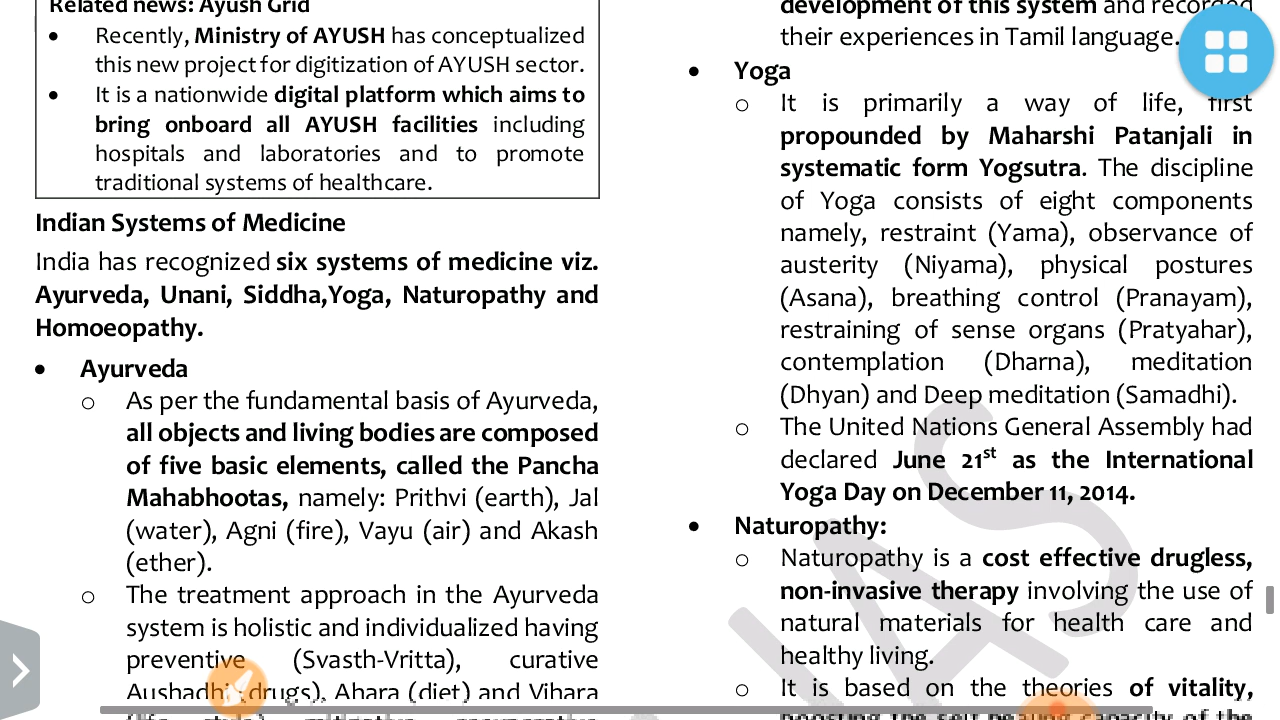 Related news: Ayush Grid
• Recently, Ministry of AYUSH has conceptualized
this new project for digitization of AYUSH sector.
• It is a nationwide digital platform which aims to
bring onboard all AYUSH facilities including
hospitals and laboratories and to promote
traditional systems of healthcare.
Indian Systems of Medicine
India has recognized six systems of medicine viz.
Ayurveda, Unani, Siddha,Yoga, Naturopathy and
Homoeopathy.
• Ayurveda
o As per the fundamental basis of Ayurveda,
all objects and living bodies are composed
of five basic elements, called the Pancha
Mahabhootas, namely: Prithvi (earth), Jal
(water), Agni (fire), Vayu (air) and Akash
(ether).
o The treatment approach in the Ayurveda
system is holistic and individualized having
preventive (Svasth-Vritta), curative
Aushadhi (drugs), Ahara (diet) and Vihara
development of this system and recorded
their experiences in Tamil language.
• Yoga
o It is primarily a way of life, first
propounded by Maharshi Patanjali in
systematic form Yogsutra. The discipline
of Yoga consists of eight components
namely, restraint (Yama), observance of
austerity (Niyama), physical postures
(Asana), breathing control (Pranayam),
restraining of sense organs (Pratyahar),
contemplation (Dharna), meditation
(Dhyan) and Deep meditation (Samadhi).
o The United Nations General Assembly had
declared June 21st as the International
Yoga Day on December 11, 2014.
• Naturopathy:
o Naturopathy is a cost effective drugless,
non-invasive therapy involving the use of
natural materials for health care and
healthy living.
o It is based on the theories of vitality,
IAS